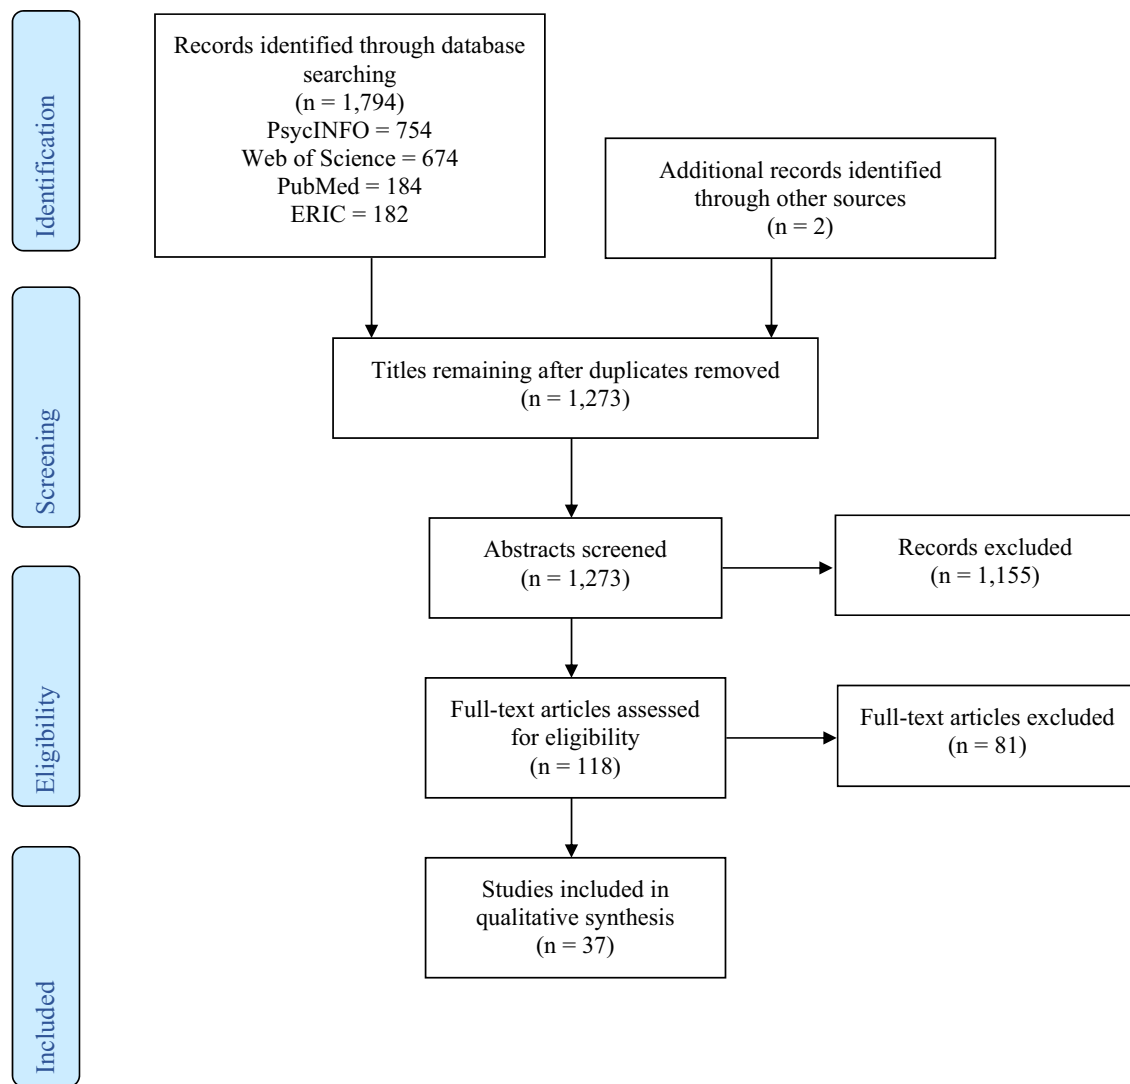 Identification
Records identified through database
searching
(n = 1,794)
PsycINFO = 754
Web of Science = 674
PubMed = 184
ERIC = 182
Additional records identified
through other sources
(n = 2)
Screening
Titles remaining after duplicates removed
(n = 1,273)
Abstracts screened
(n = 1,273)
Records excluded
(n = 1,155)
Eligibility
Full-text articles assessed
for eligibility
(n = 118)
Full-text articles excluded
(n = 81)
Included
Studies included in
qualitative synthesis
(n = 37)